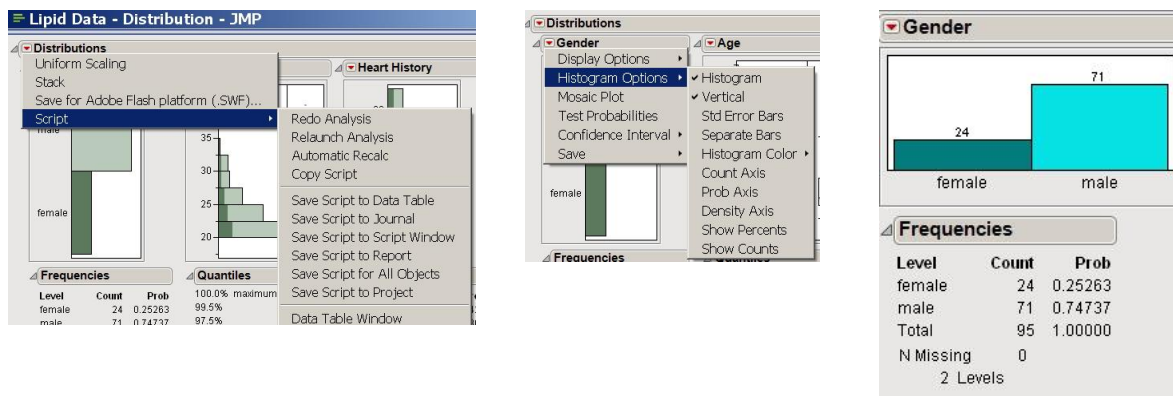 Lipid Data - Distribution - JMP
Distributions
Uniform Scaling
Stack
Save for Adobe Flash platform (.SWF)...
Script
Heart History
Redo Analysis
Relaunch Analysis
Automatic Recalc
Copy Script
Save Script to Data Table
Save Script to Journal
Save Script to Script Window
Save Script to Report
Save Script for All Objects
Save Script to Project
Data Table Window
male
female
35
30
25
20
Frequencies
Level Count Prob
female 24 0.25263
male 71 0.74737
Quantiles
100.0% maximum
99.5%
97.5%
Distributions
Gender
Age
Display Options
Histogram Options
Mosaic Plot
Test Probabilities
Confidence Interval
Save
Histogram
Vertical
Std Error Bars
Separate Bars
Histogram Color
Count Axis
Prob Axis
Density Axis
Show Percents
Show Counts
female
Frequencies
Gender
24
71
female male
Frequencies
Level Count Prob
female 24 0.25263
male 71 0.74737
Total 95 1.00000
N Missing 0
2 Levels